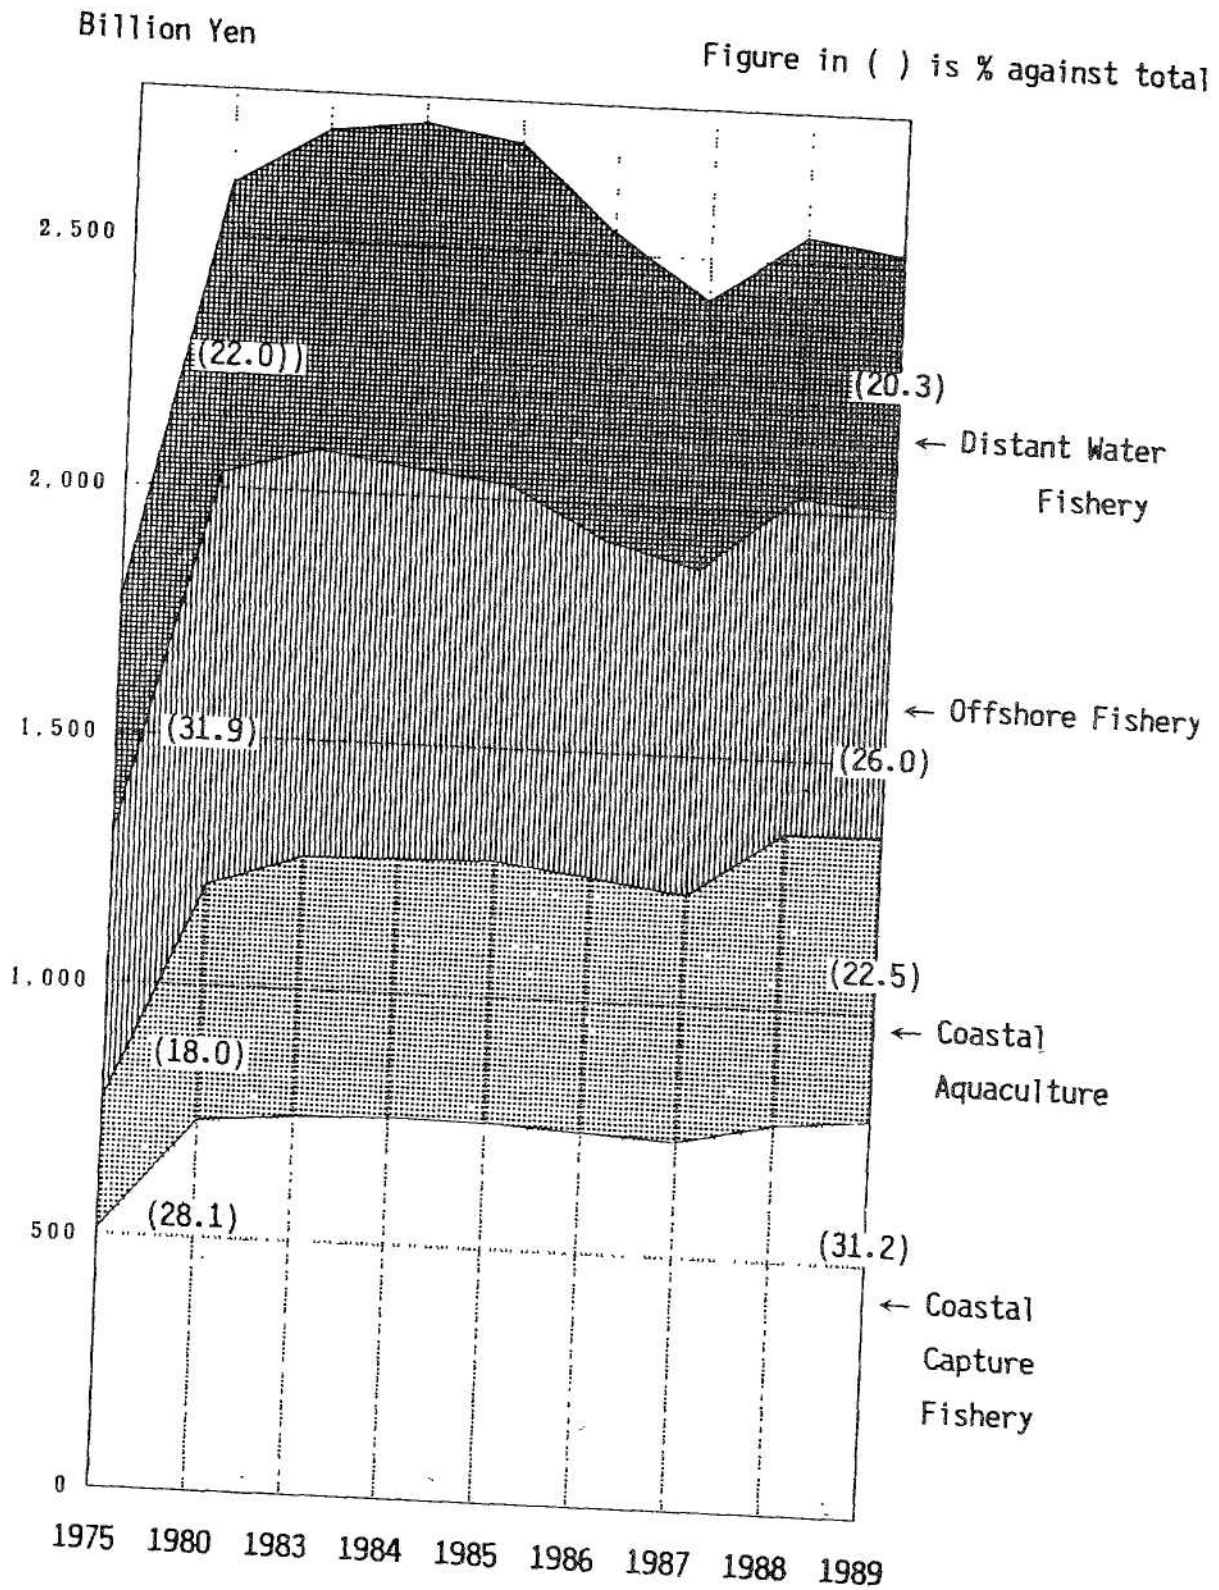 Billion Yen
Figure in ( ) is % against total
2,500
(22.0))
(20.3)
← Distant Water
Fishery
2,000
← Offshore Fishery
1,500
(31.9)
(26.0)
1,000
(22.5)
← Coastal
Aquaculture
(18.0)
500
(28.1)
(31.2)
← Coastal
Capture
Fishery
0
1975 1980 1983 1984 1985 1986 1987 1988 1989